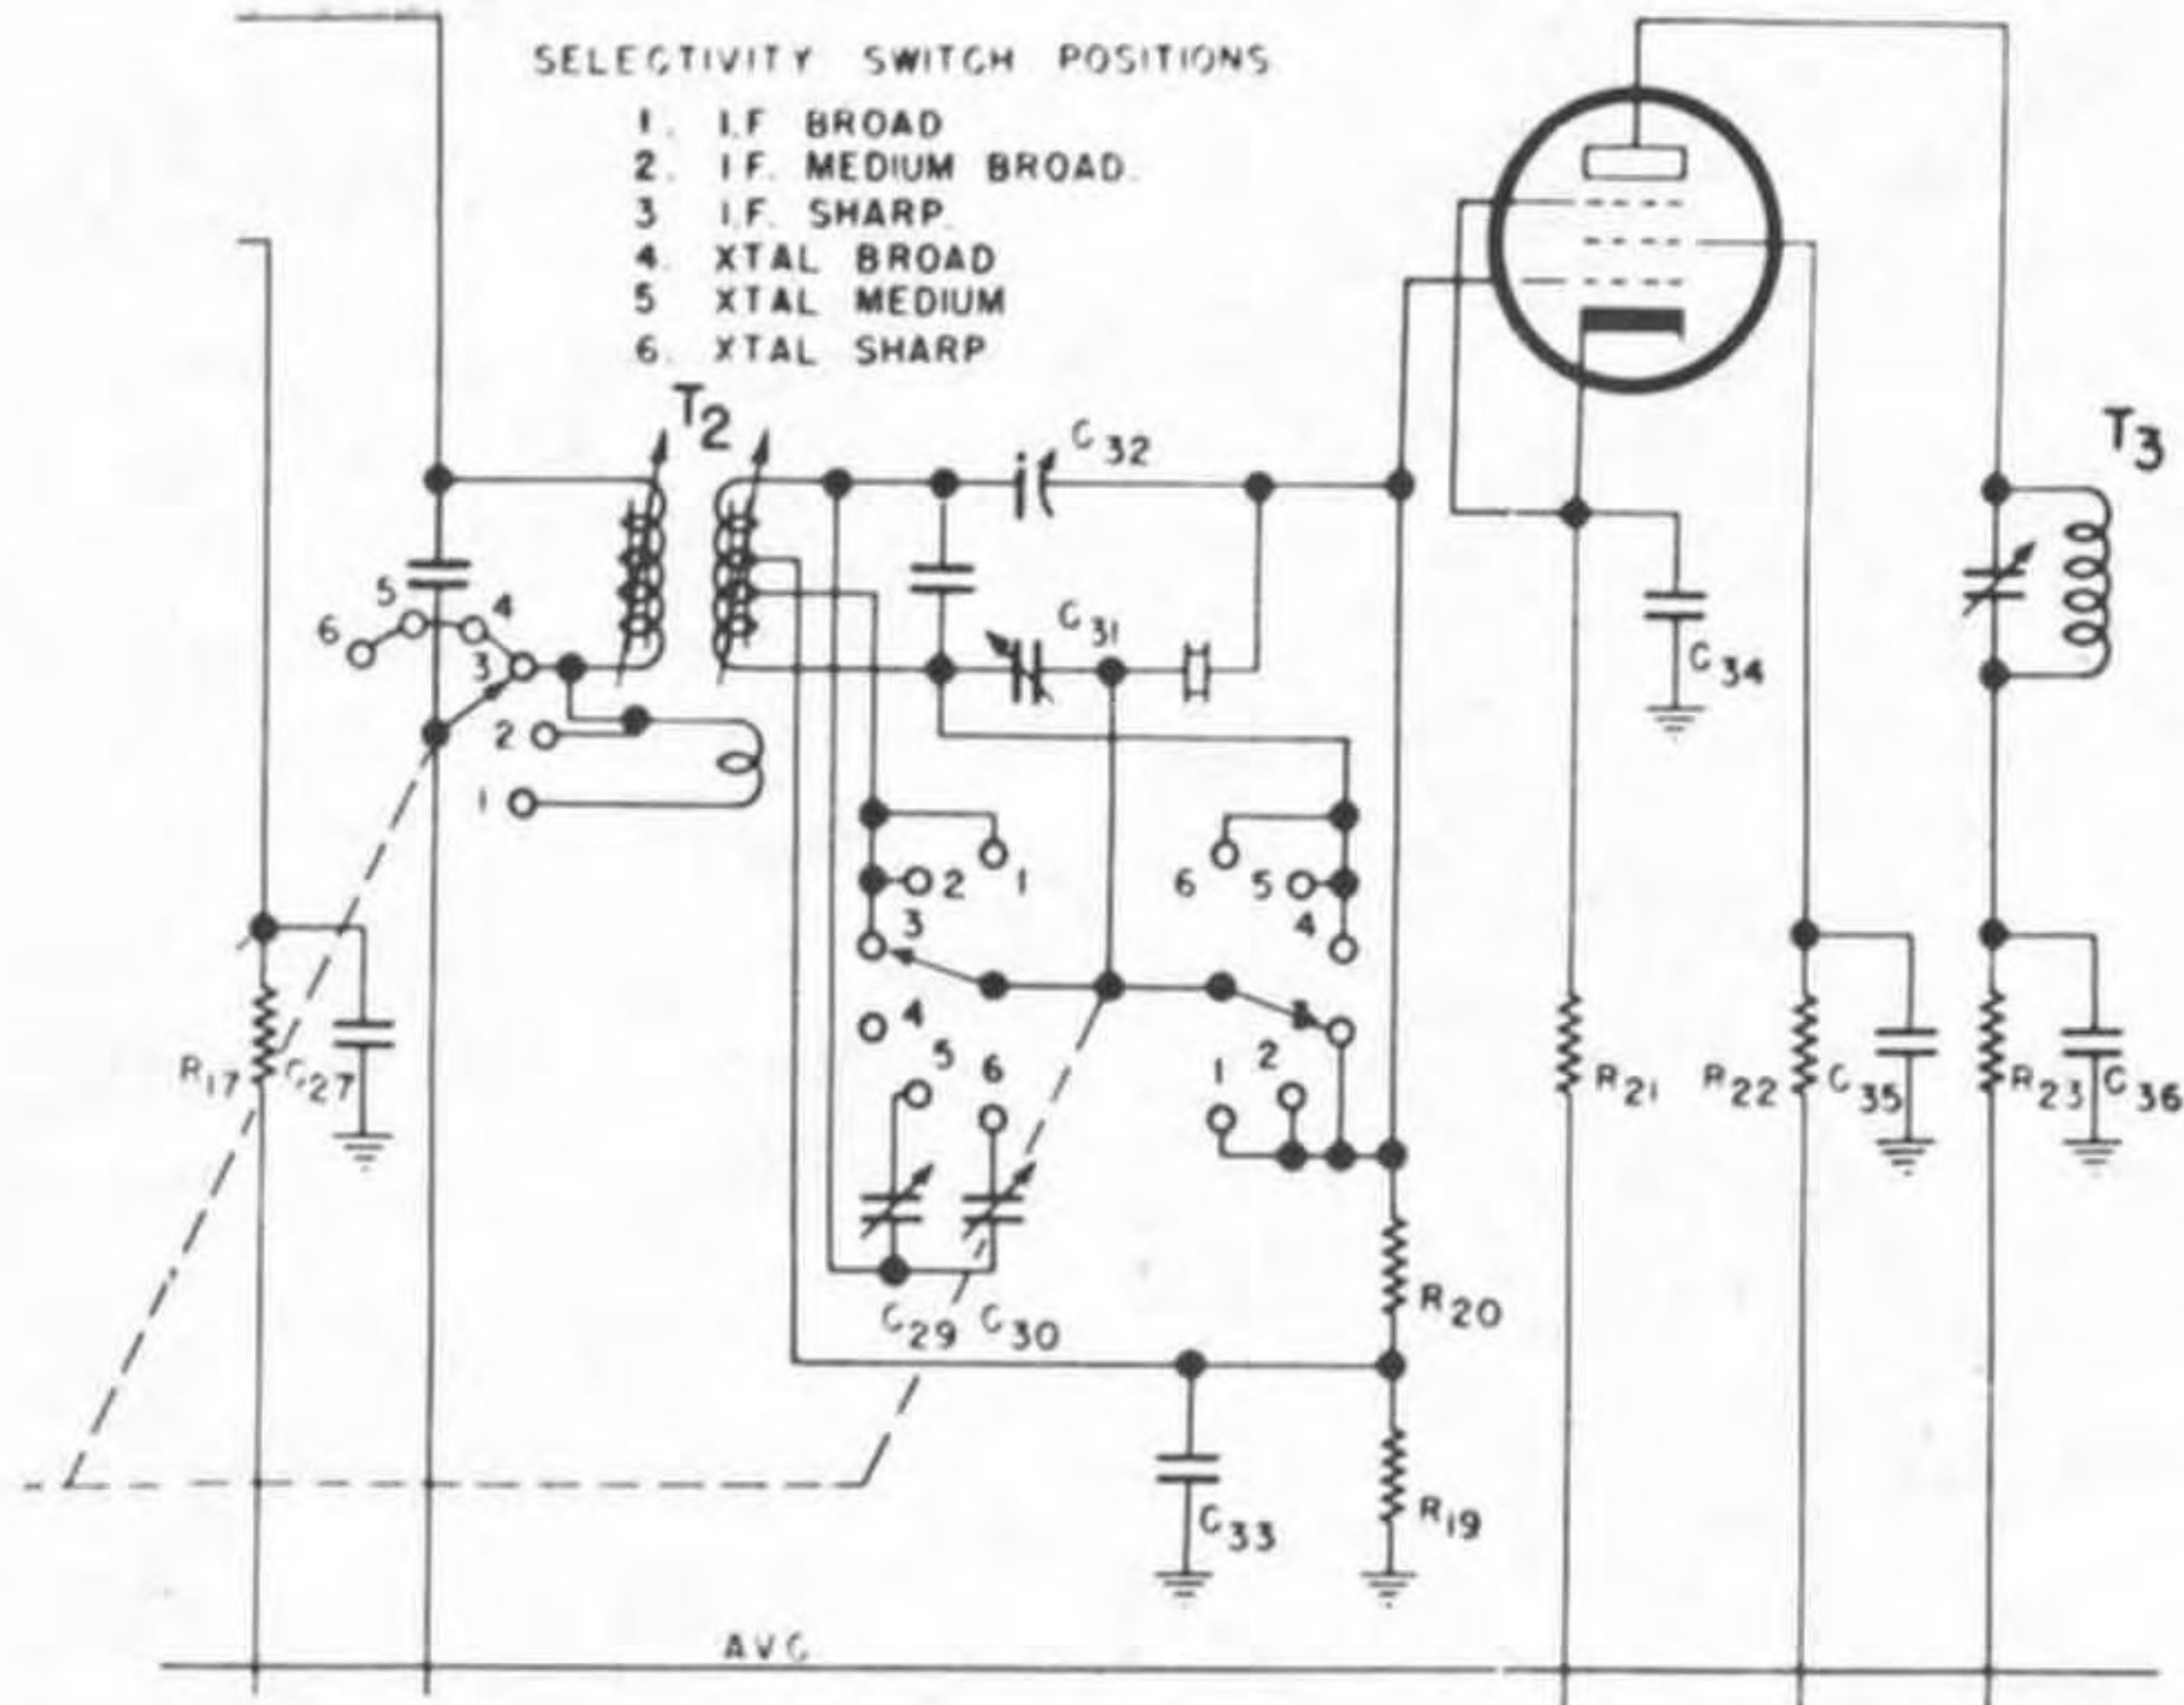 SELECTIVITY SWITCH POSITIONS
1. I.F BROAD
2. I.F. MEDIUM BROAD.
3 I.F. SHARP.
4. XTAL BROAD
5 XTAL MEDIUM
6. XTAL SHARP
T2
C32
T3
5
4
6
3
C31
C34
2
1
2
1
6
5
3
4
4
3
5
6
1
2
R17
C27
R21
R22
C35
R23
C36
R20
C29
C30
R19
C33
AVC